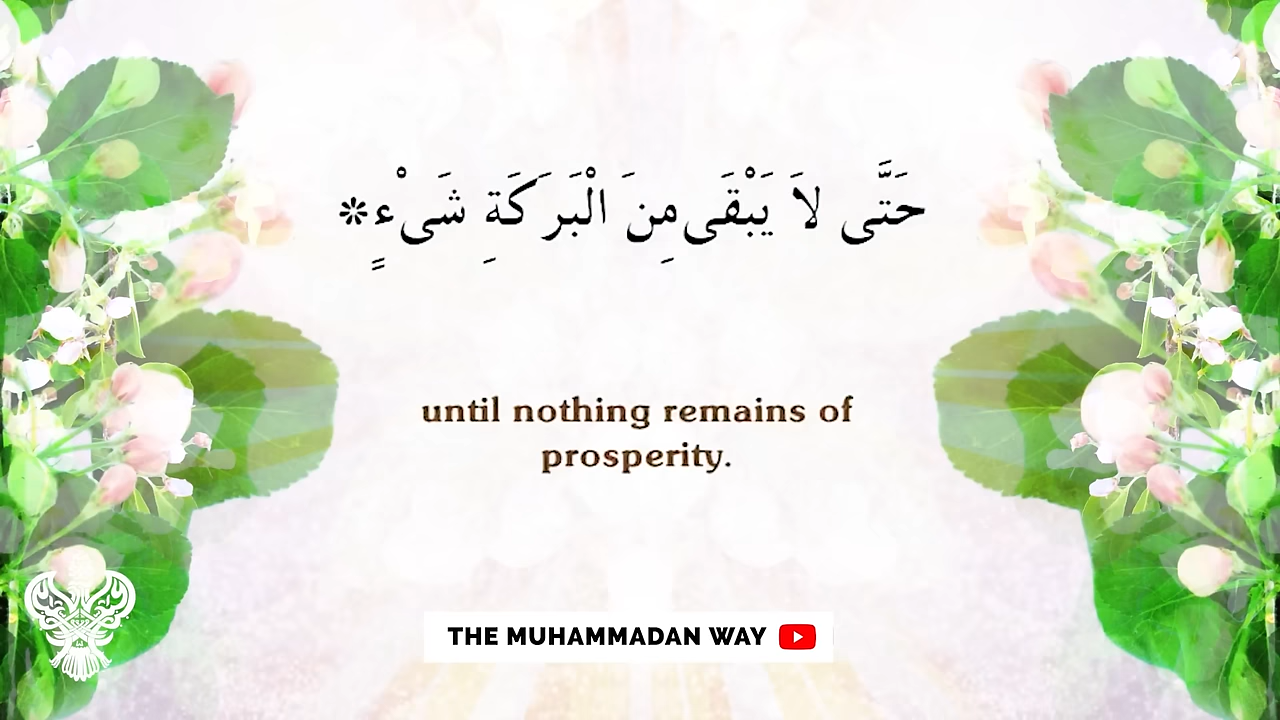 حَتَّى لاَ يَبْقَى مِنَ الْبَرَكَةِ شَىْءٍ*
until nothing remains of
prosperity.
THE MUHAMMADAN WAY